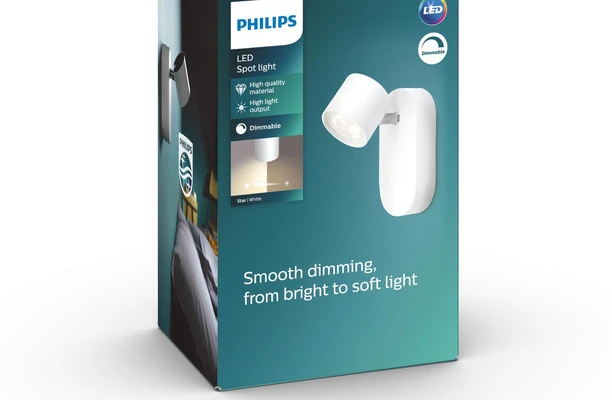 PHILIPS
LED
Spot light
High quality
material
High light
output
Dimmable
Star | White
LED
Dimmable
PHILIPS
Smooth dimming,
from bright to soft light